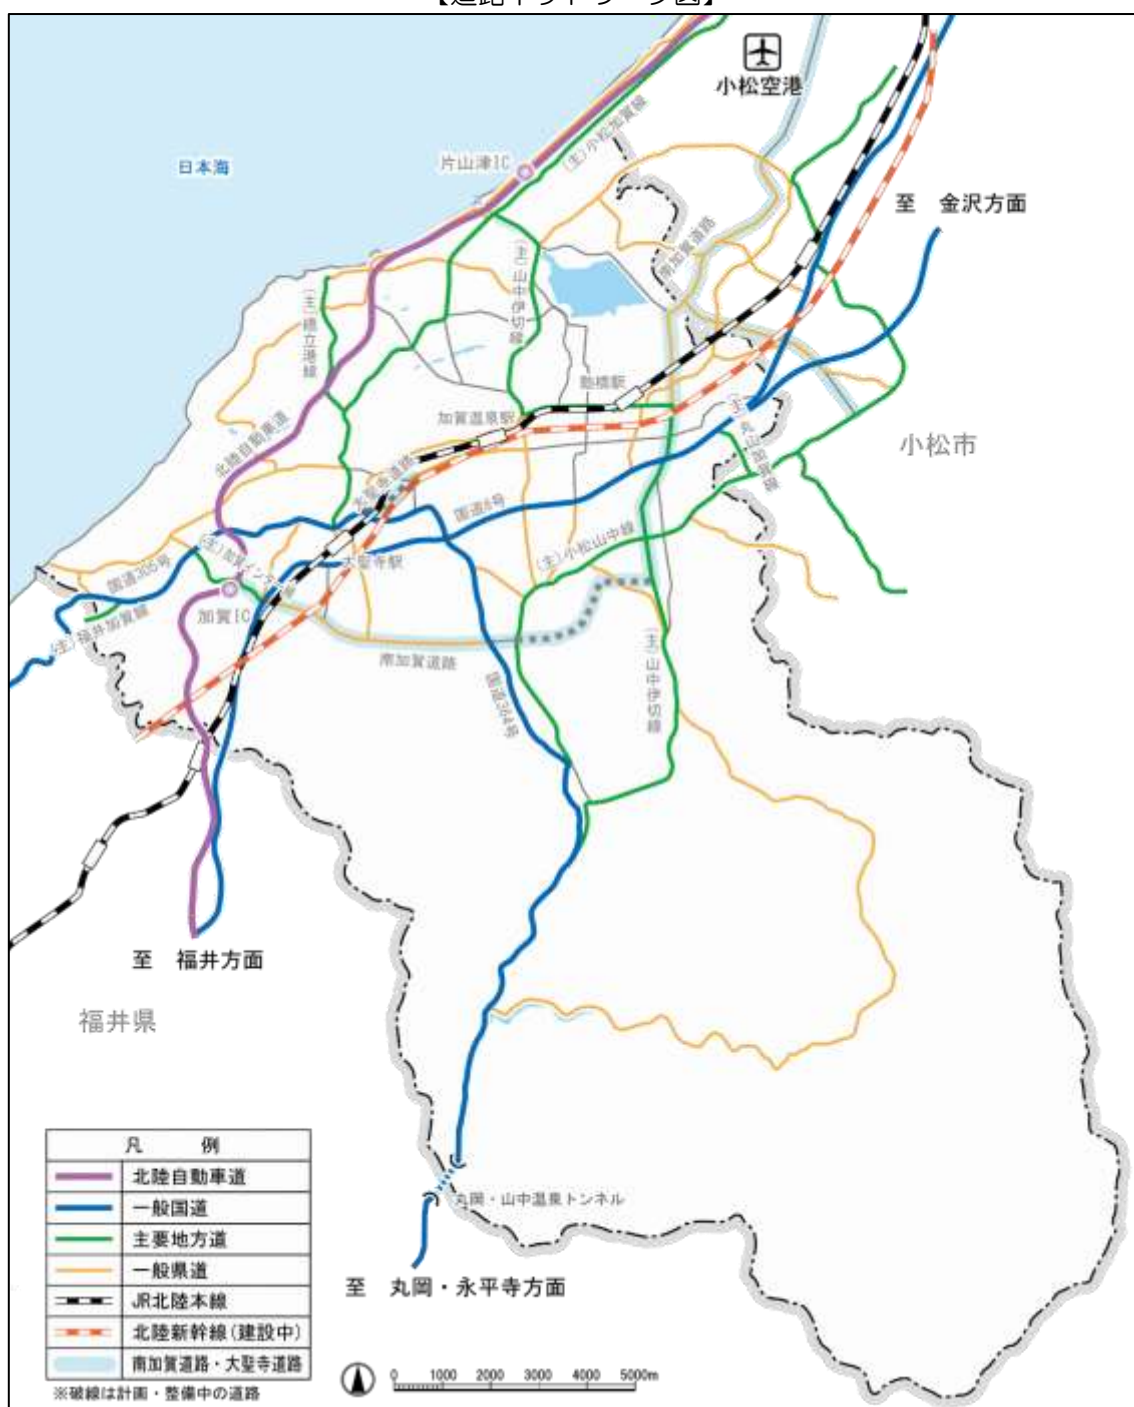 【道路ネットワーク図】
小松空港
日本海
片山津IC
(主)小松加賀線
至　金沢方面
南加賀道路
(主)山中伊切線
(主)橋立港線
動橋駅
加賀温泉駅
北陸自動車道
(主)丸山加賀線
小松市
大聖寺道路
国道8号
(主)小松山中線
(主)加賀インター
大聖寺駅
国道305号
加賀IC
(主)福井加賀線
南加賀道路
(主)山中伊切線
国道364号
至　福井方面
福井県
丸岡・山中温泉トンネル
至　丸岡・永平寺方面
凡　例
北陸自動車道
一般国道
主要地方道
一般県道
JR北陸本線
北陸新幹線(建設中)
南加賀道路・大聖寺道路
※破線は計画・整備中の道路
0 1000 2000 3000 4000 5000m